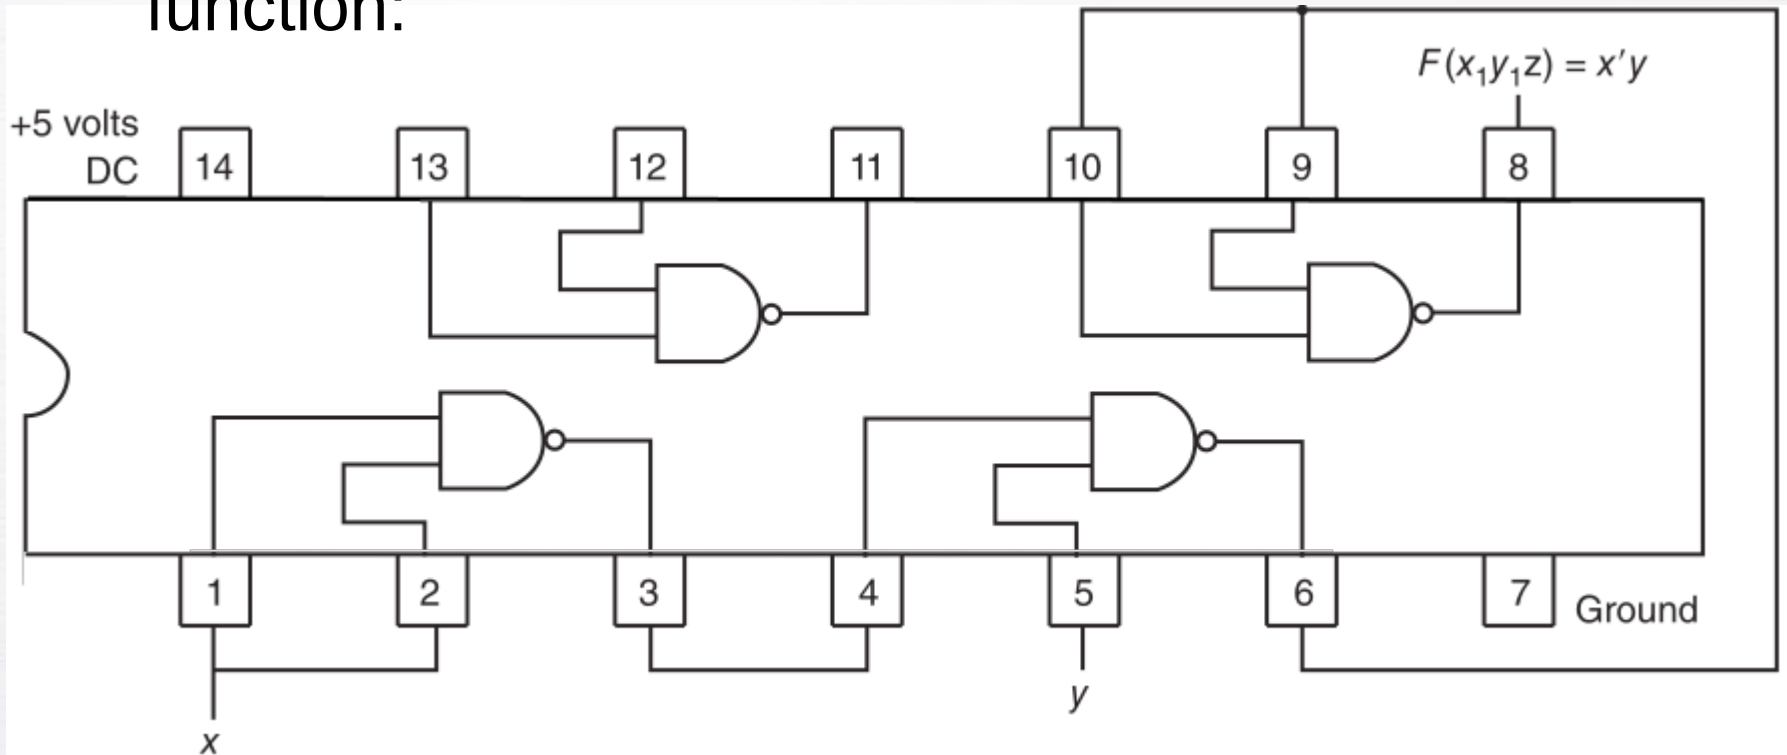 function:
F(x₁y₁z) = x′y
+5 volts
DC
14 13 12 11 10 9 8
1 2 3 4 5 6 7
Ground
y
x